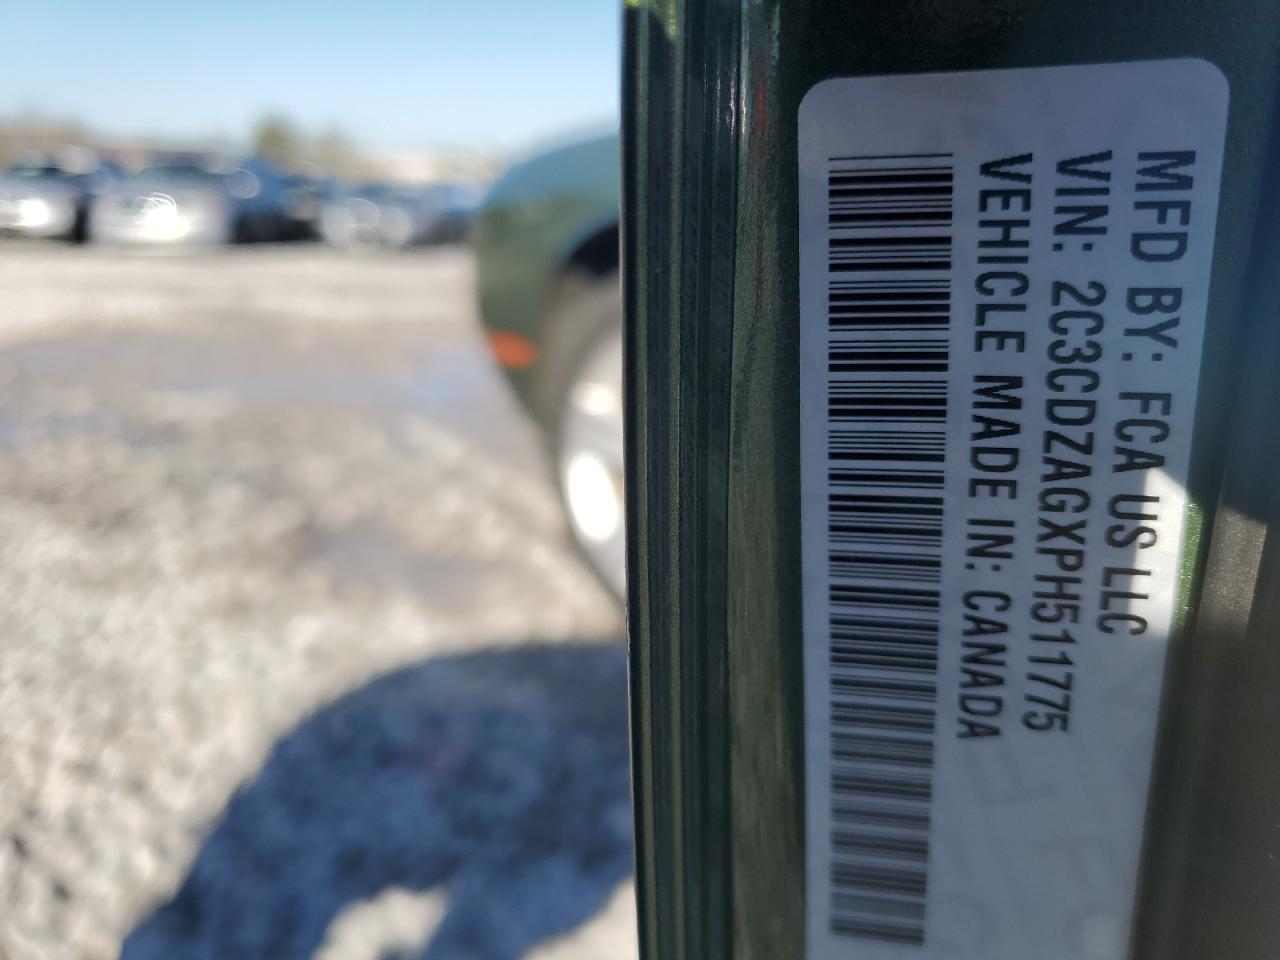 MFD BY: FCA US LLC
VIN: 2C3CDZAGXPH511775
VEHICLE MADE IN: CANADA